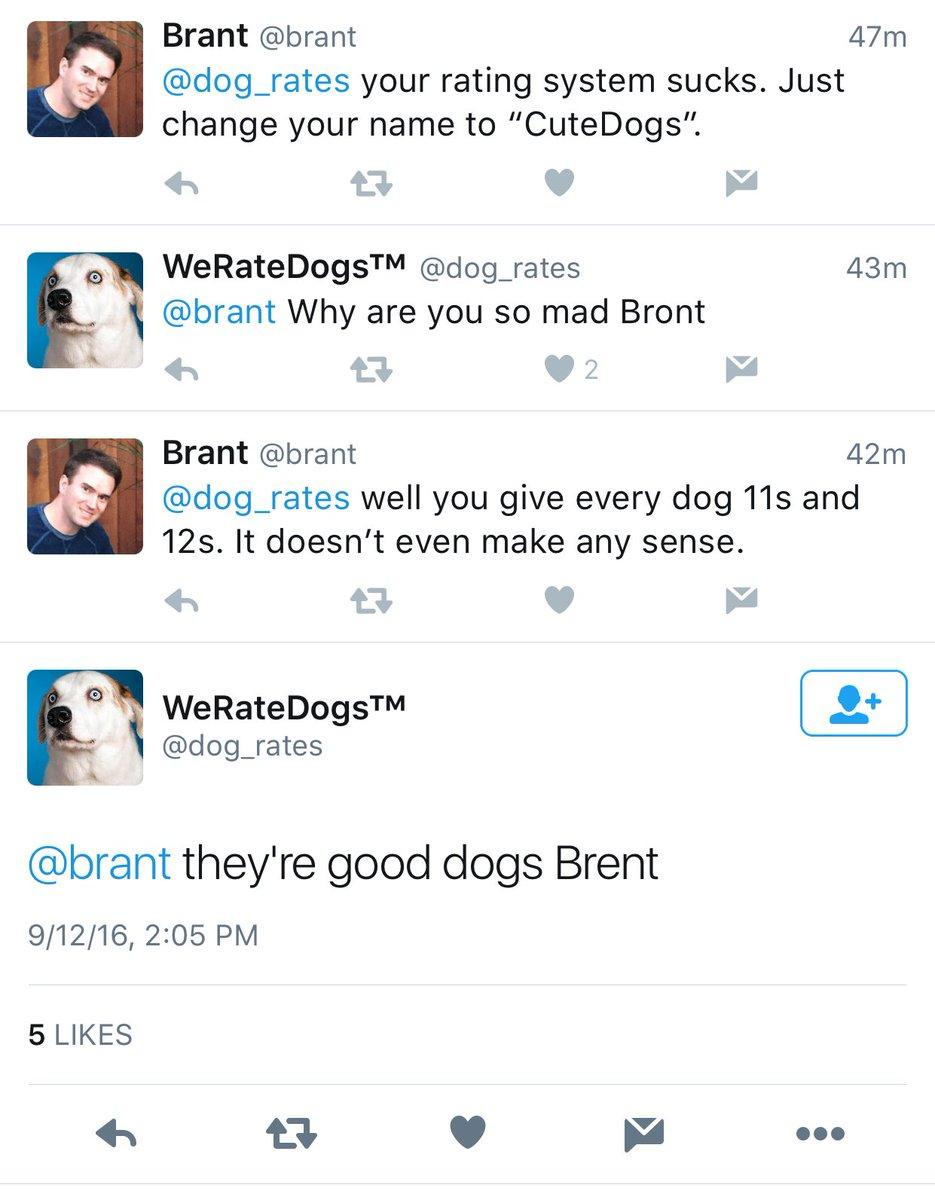 Brant @brant 47m
@dog_rates your rating system sucks. Just
change your name to “CuteDogs”.
WeRateDogs™ @dog_rates 43m
@brant Why are you so mad Bront
2
Brant @brant 42m
@dog_rates well you give every dog 11s and
12s. It doesn’t even make any sense.
WeRateDogs™
@dog_rates
@brant they're good dogs Brent
9/12/16, 2:05 PM
5 LIKES